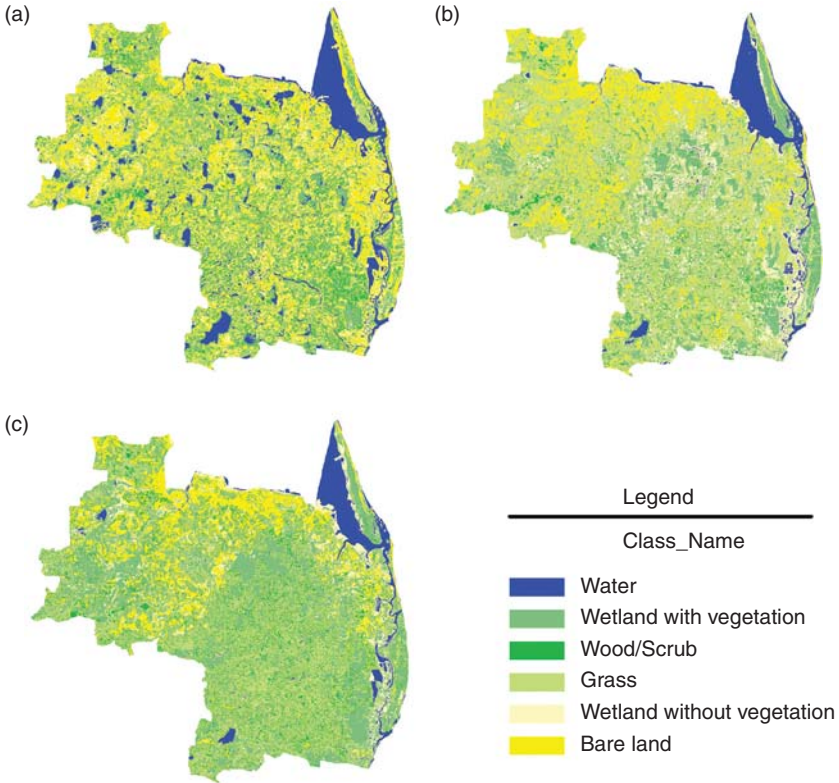 (a)
(b)
(c)
Legend
Class_Name
Water
Wetland with vegetation
Wood/Scrub
Grass
Wetland without vegetation
Bare land